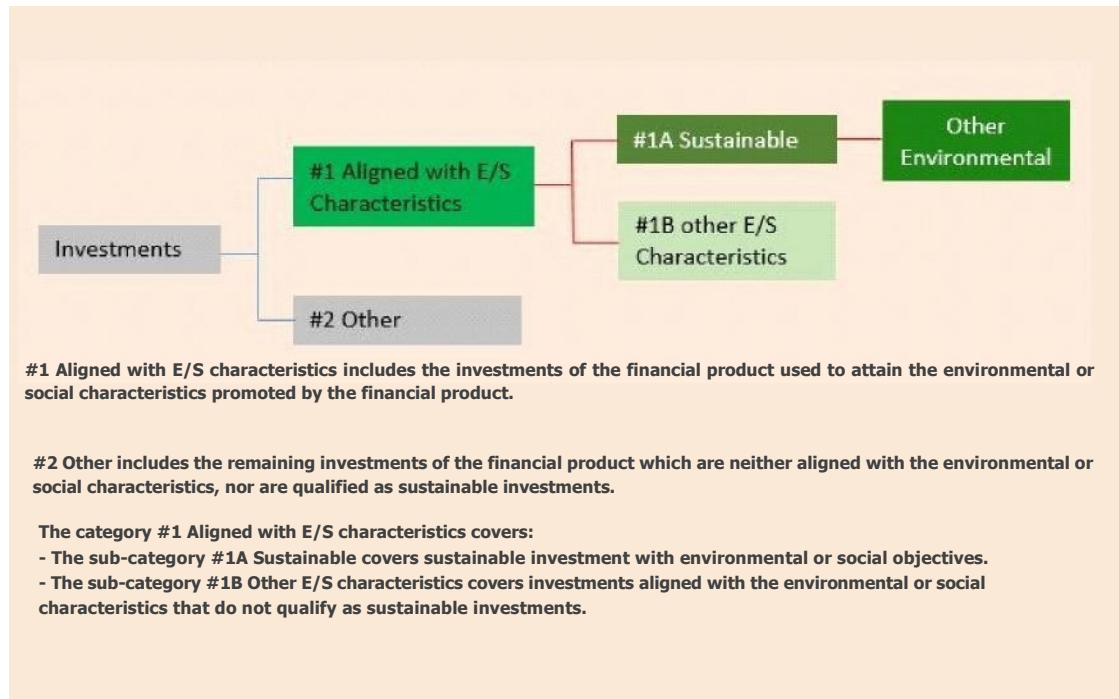 Other
Environmental
#1A Sustainable
#1 Aligned with E/S
Characteristics
#1B other E/S
Characteristics
Investments
#2 Other
#1 Aligned with E/S characteristics includes the investments of the financial product used to attain the environmental or
social characteristics promoted by the financial product.
#2 Other includes the remaining investments of the financial product which are neither aligned with the environmental or
social characteristics, nor are qualified as sustainable investments.
The category #1 Aligned with E/S characteristics covers:
- The sub-category #1A Sustainable covers sustainable investment with environmental or social objectives.
- The sub-category #1B Other E/S characteristics covers investments aligned with the environmental or social
characteristics that do not qualify as sustainable investments.